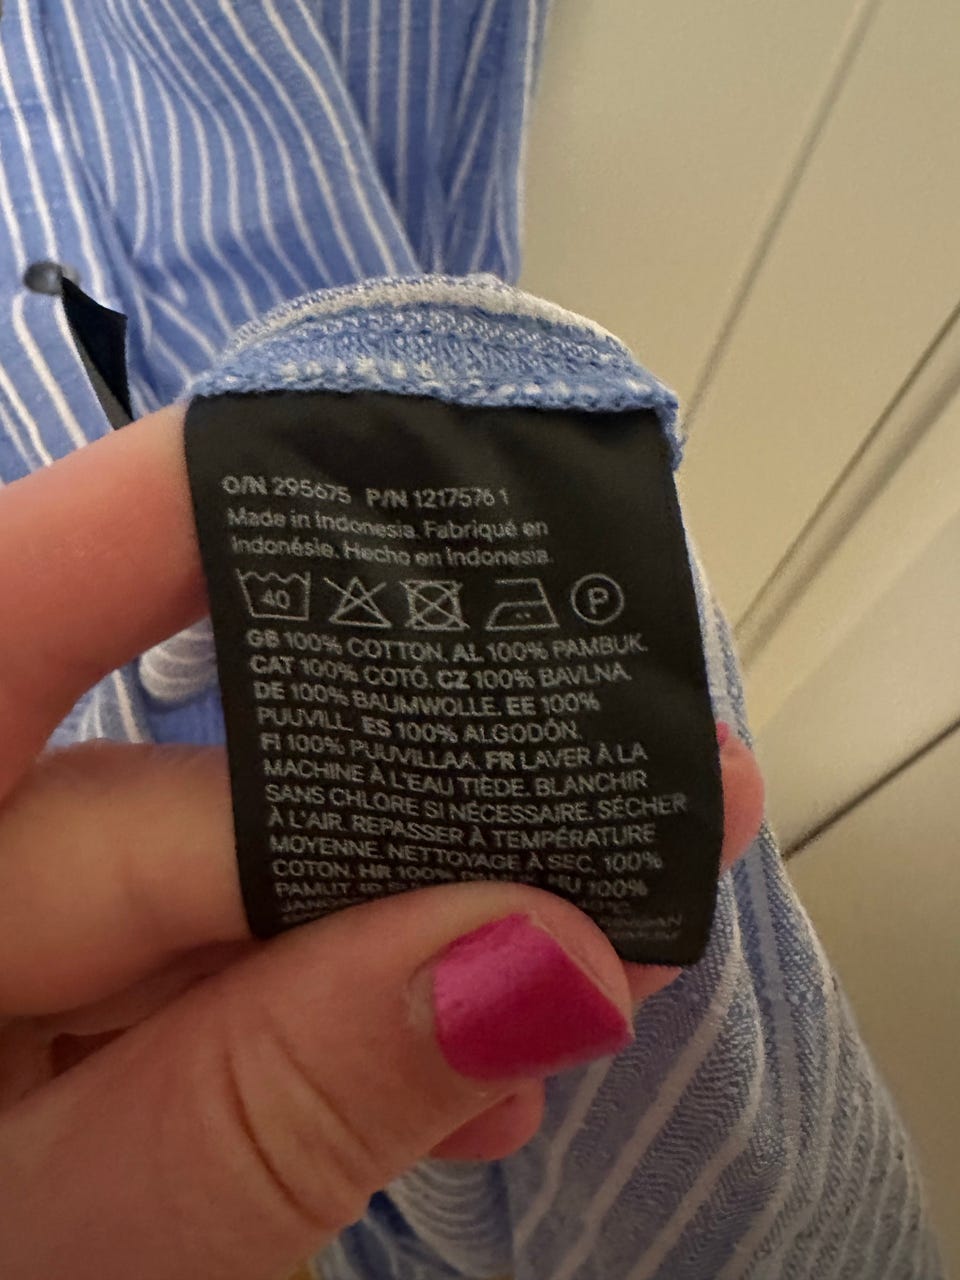 O/N 295675 P/N 1217576 1
Made in Indonesia. Fabriqué en
Indonésie. Hecho en Indonesia.
40 P
GB 100% COTTON. AL 100% PAMBUK.
CAT 100% COTÓ. CZ 100% BAVLNA.
DE 100% BAUMWOLLE. EE 100%
PUUVILL. ES 100% ALGODÓN.
FI 100% PUUVILLAA. FR LAVER À LA
MACHINE À L'EAU TIÈDE. BLANCHIR
SANS CHLORE SI NÉCESSAIRE. SÉCHER
À L'AIR. REPASSER À TEMPÉRATURE
MOYENNE. NETTOYAGE À SEC. 100%
COTON. HR 100% PAMUK. HU 100%
PAMUT.